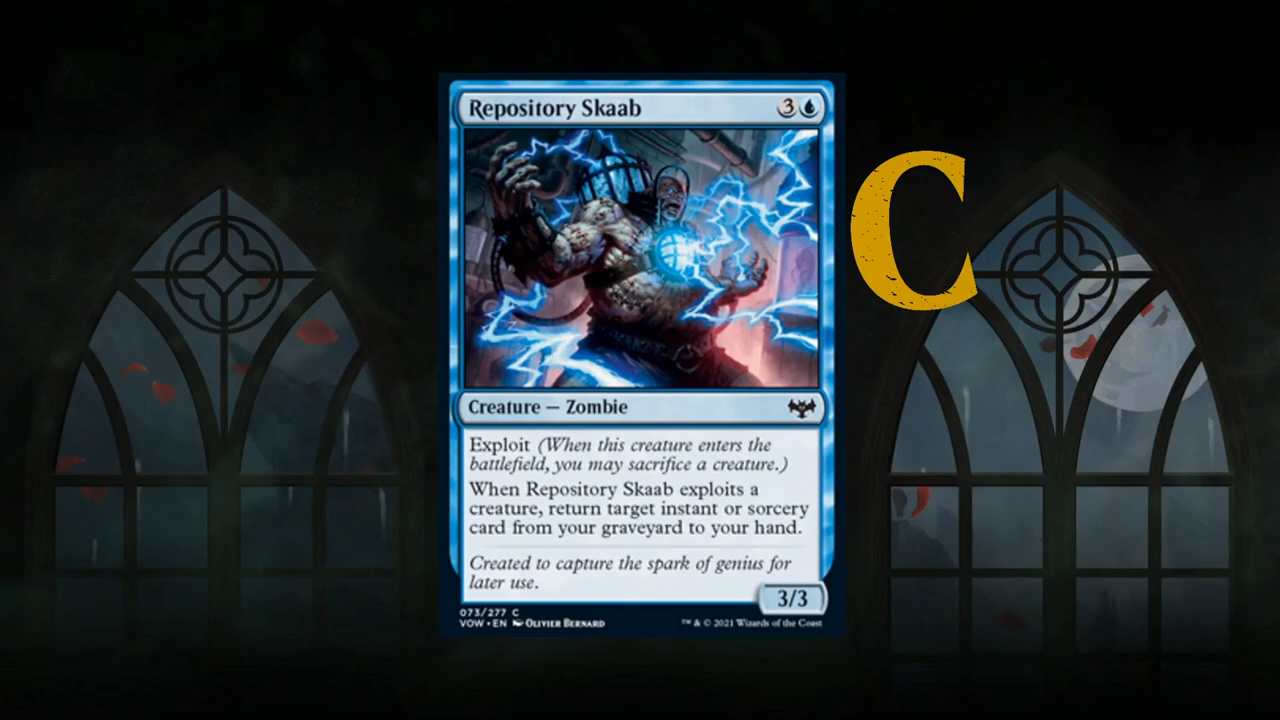 Repository Skaab 3
C
Creature — Zombie
Exploit (When this creature enters the
battlefield, you may sacrifice a creature.)
When Repository Skaab exploits a
creature, return target instant or sorcery
card from your graveyard to your hand.
Created to capture the spark of genius for
later use.
3/3
073/277 C
VOW • EN Olivier Bernard ™ & © 2021 Wizards of the Coast